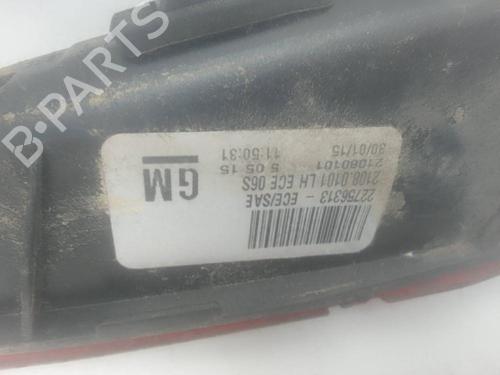 22756313 - ECE/SAE
2108.0101 LH ECE 06S
21080101 30/01/15
5 05 15 11:50:31
GM
B-PARTS